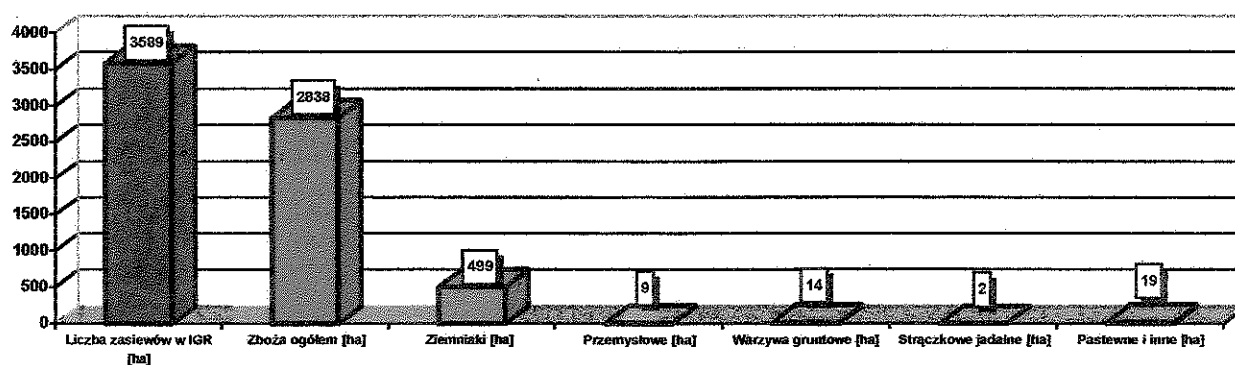 4000
3500
3000
2500
2000
1500
1000
500
0
3589
2838
499
9
14
2
19
Liczba zasiewów w IGR [ha]
Zboża ogółem [ha]
Ziemniaki [ha]
Przemysłowe [ha]
Warzywa gruntowe [ha]
Strączkowe jadalne [ha]
Pastewne i inne [ha]